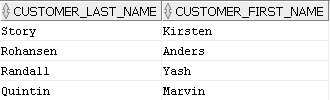 CUSTOMER_LAST_NAME CUSTOMER_FIRST_NAME
Story Kirsten
Rohansen Anders
Randall Yash
Quintin Marvin